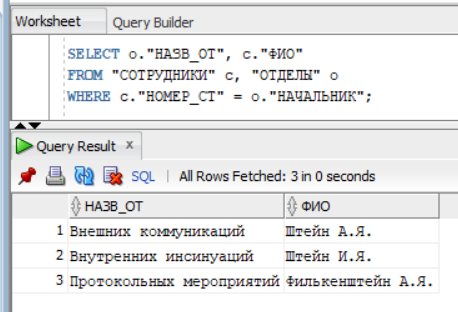 Worksheet Query Builder
SELECT о."НАЗВ_ОТ", с."ФИО"
FROM "СОТРУДНИКИ" с, "ОТДЕЛЫ" о
WHERE с."НОМЕР_СТ" = о."НАЧАЛЬНИК";
Query Result x
SQL | All Rows Fetched: 3 in 0 seconds
НАЗВ_ОТ ФИО
1 Внешних коммуникаций Штейн А.Я.
2 Внутренних инсинуаций Штейн И.Я.
3 Протокольных мероприятий Филькенштейн А.Я.